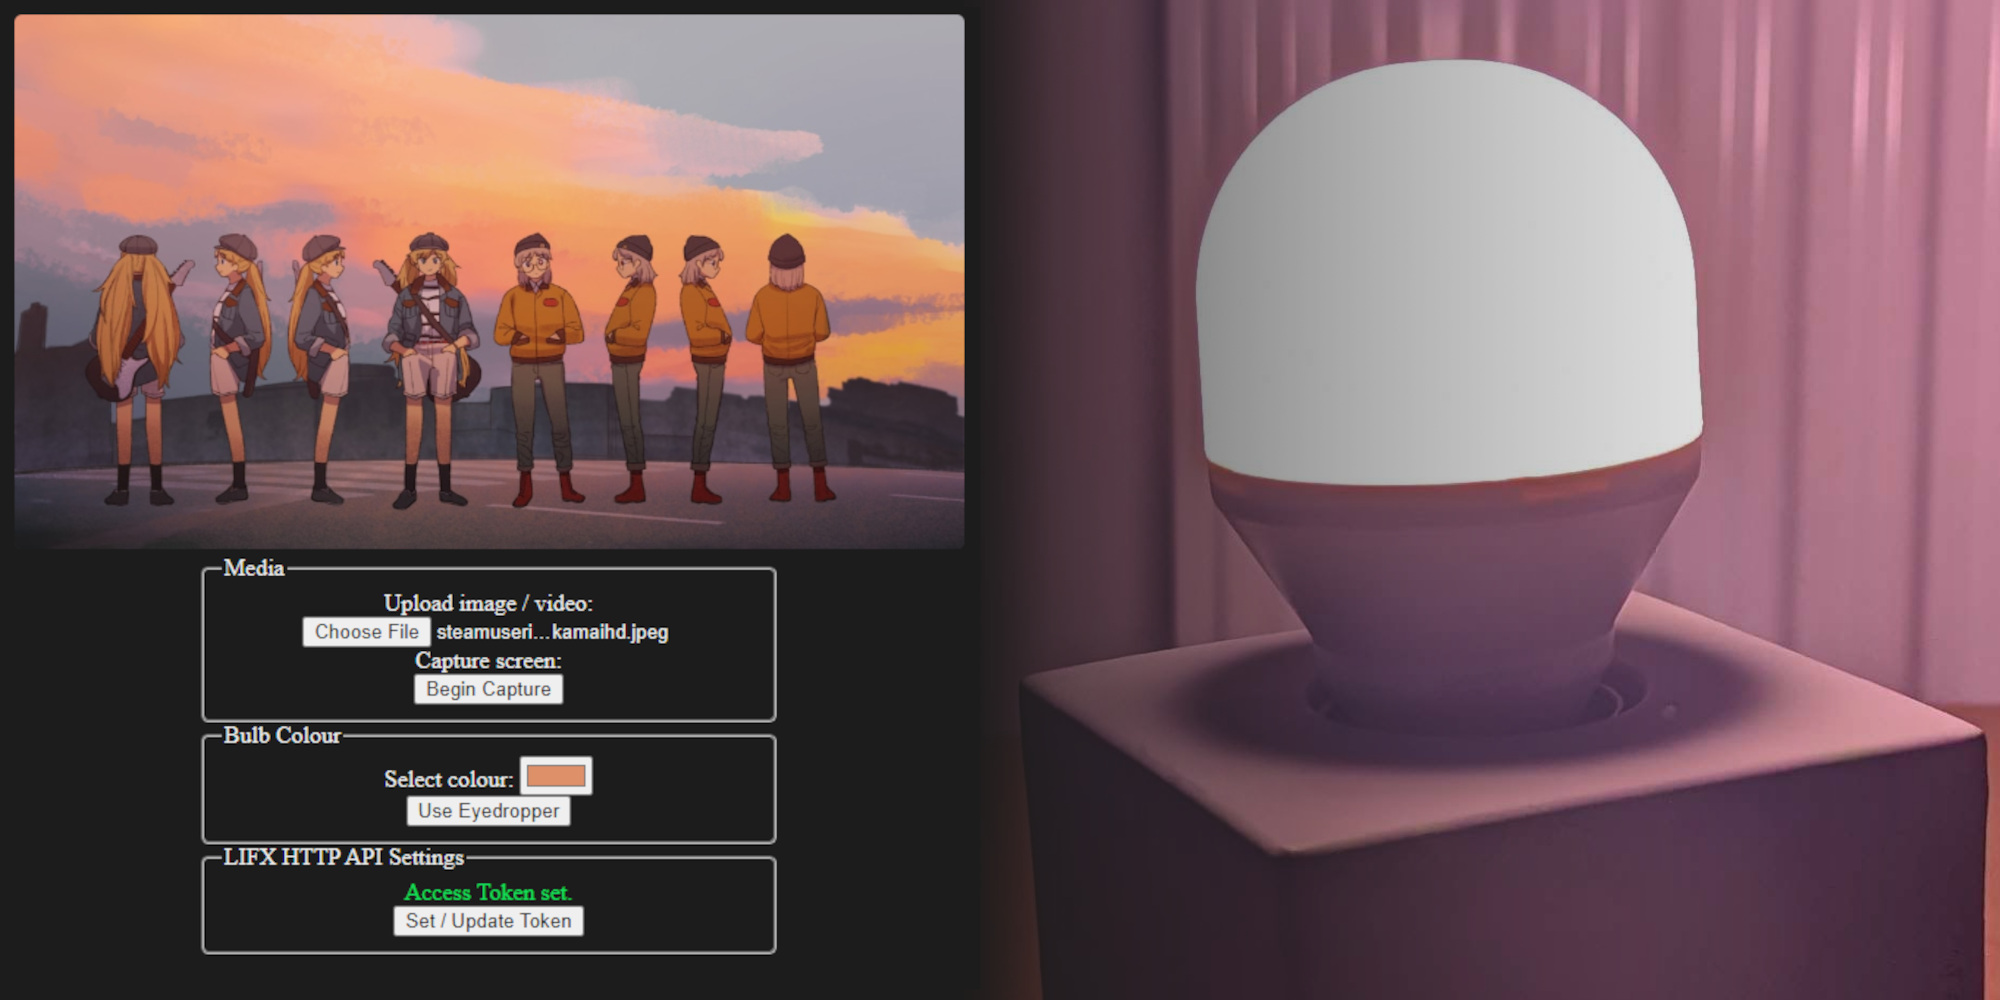 Media
Upload image / video:
Choose File steamuseri...kamaihd.jpeg
Capture screen:
Begin Capture
Bulb Colour
Select colour:
Use Eyedropper
LIFX HTTP API Settings
Access Token set.
Set / Update Token